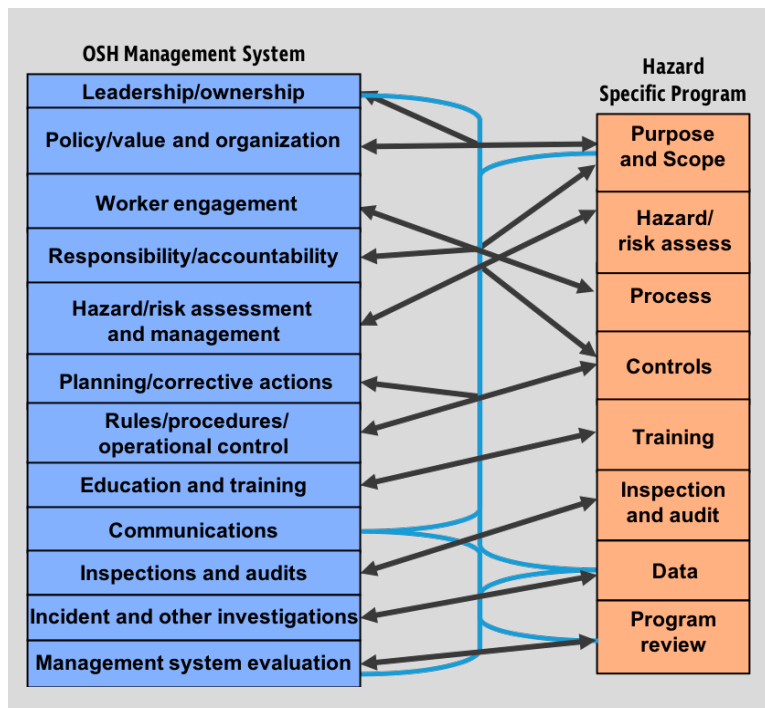 OSH Management System
Leadership/ownership
Policy/value and organization
Worker engagement
Responsibility/accountability
Hazard/risk assessment
and management
Planning/corrective actions
Rules/procedures/
operational control
Education and training
Communications
Inspections and audits
Incident and other investigations
Management system evaluation
Hazard
Specific Program
Purpose
and Scope
Hazard/
risk assess
Process
Controls
Training
Inspection
and audit
Data
Program
review